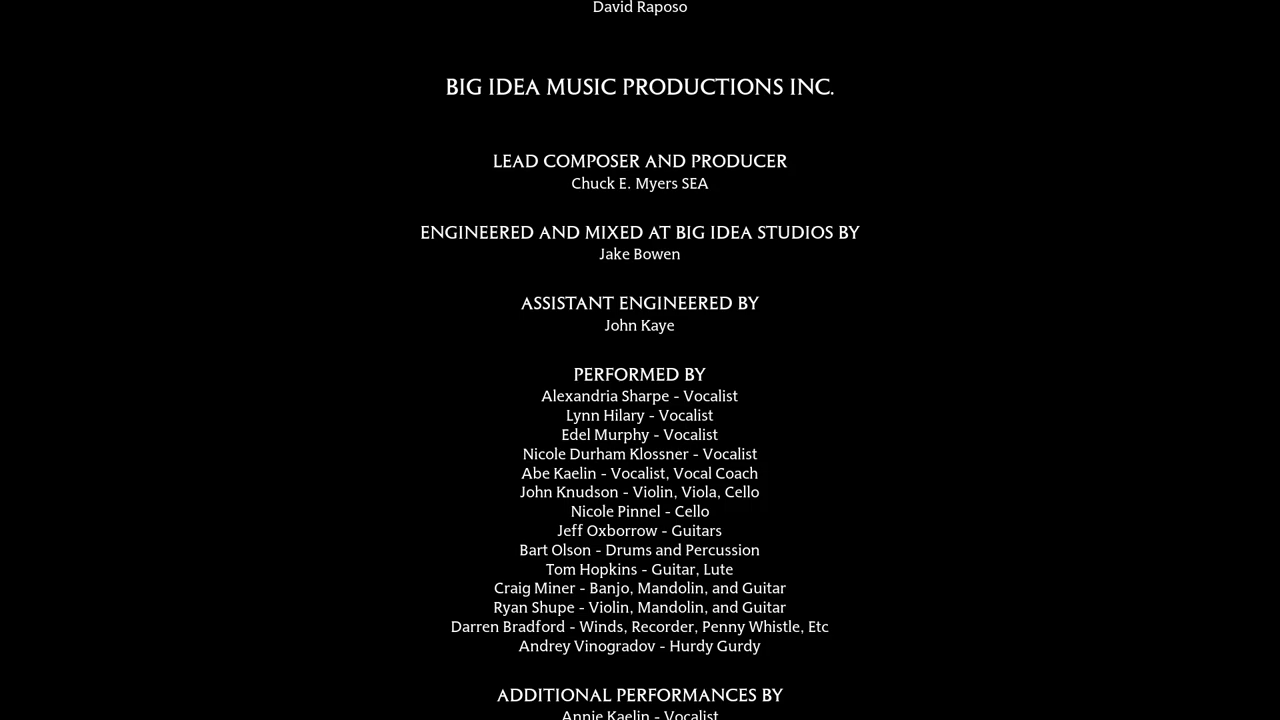 David Raposo
BIG IDEA MUSIC PRODUCTIONS INC.
LEAD COMPOSER AND PRODUCER
Chuck E. Myers SEA
ENGINEERED AND MIXED AT BIG IDEA STUDIOS BY
Jake Bowen
ASSISTANT ENGINEERED BY
John Kaye
PERFORMED BY
Alexandria Sharpe - Vocalist
Lynn Hilary - Vocalist
Edel Murphy - Vocalist
Nicole Durham Klossner - Vocalist
Abe Kaelin - Vocalist, Vocal Coach
John Knudson - Violin, Viola, Cello
Nicole Pinnel - Cello
Jeff Oxborrow - Guitars
Bart Olson - Drums and Percussion
Tom Hopkins - Guitar, Lute
Craig Miner - Banjo, Mandolin, and Guitar
Ryan Shupe - Violin, Mandolin, and Guitar
Darren Bradford - Winds, Recorder, Penny Whistle, Etc
Andrey Vinogradov - Hurdy Gurdy
ADDITIONAL PERFORMANCES BY
Annie Kaelin - Vocalist